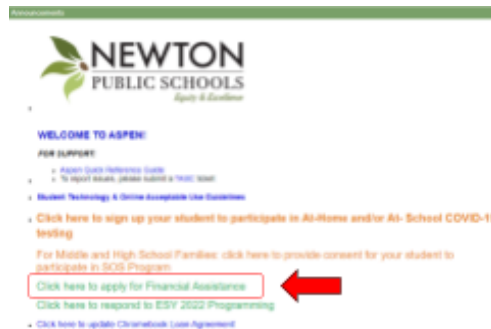 Announcements
NEWTON
PUBLIC SCHOOLS
Equity & Excellence
WELCOME TO ASPEN!
FOR SUPPORT:
Aspen Quick Reference Guide
To report issues, please submit a TASC ticket
Student Technology & Online Acceptable Use Guidelines
Click here to sign up your student to participate in At-Home and/or At- School COVID-1
testing
For Middle and High School Families: click here to provide consent for your student to
participate in SOS Program
Click here to apply for Financial Assistance
Click here to respond to ESY 2022 Programming
Click here to update Chromebook Loan Agreement